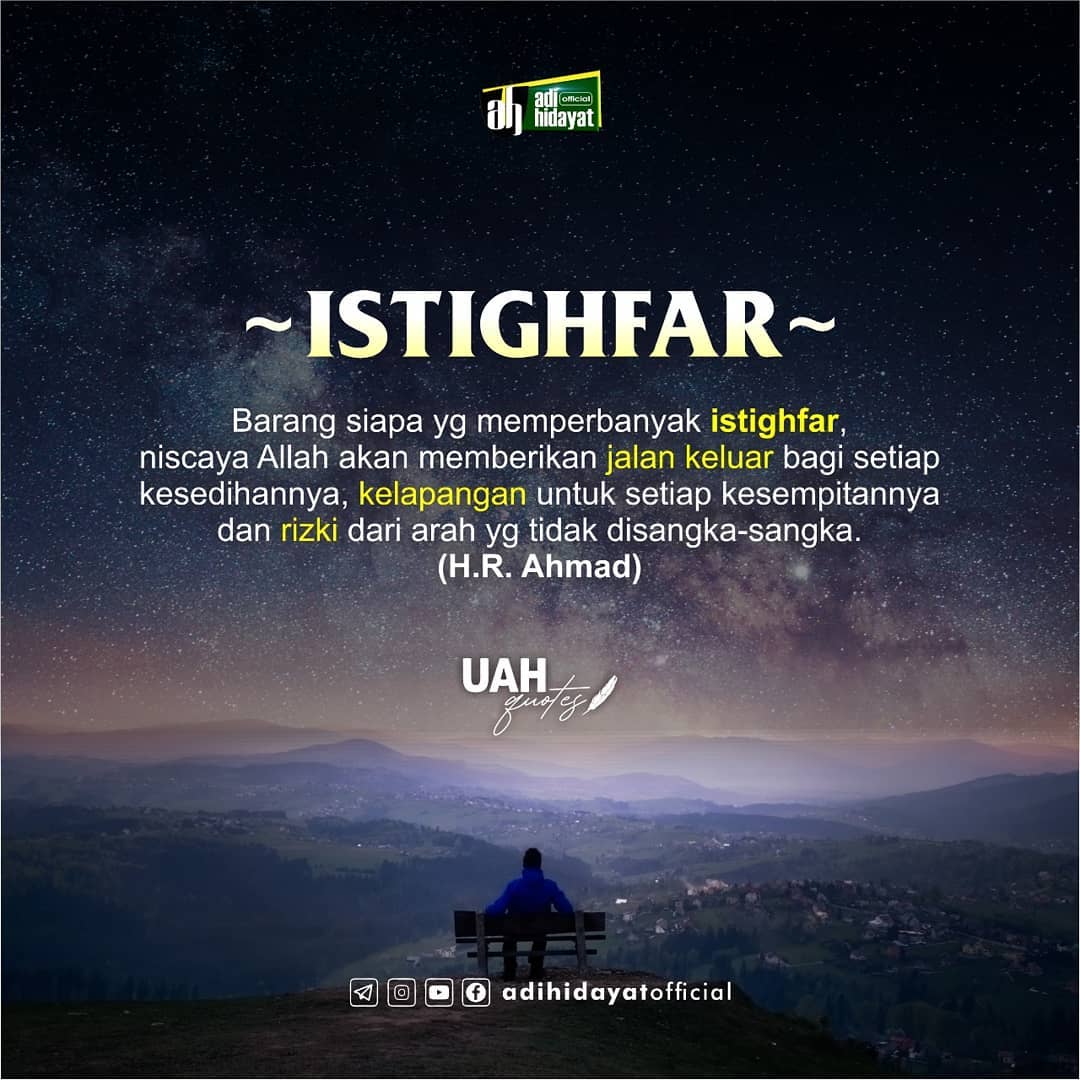 ah adi official
hidayat
~ISTIGHFAR~
Barang siapa yg memperbanyak istighfar,
niscaya Allah akan memberikan jalan keluar bagi setiap
kesedihannya, kelapangan untuk setiap kesempitannya
dan rizki dari arah yg tidak disangka-sangka.
(H.R. Ahmad)
UAH
quotes
adihidayatofficial